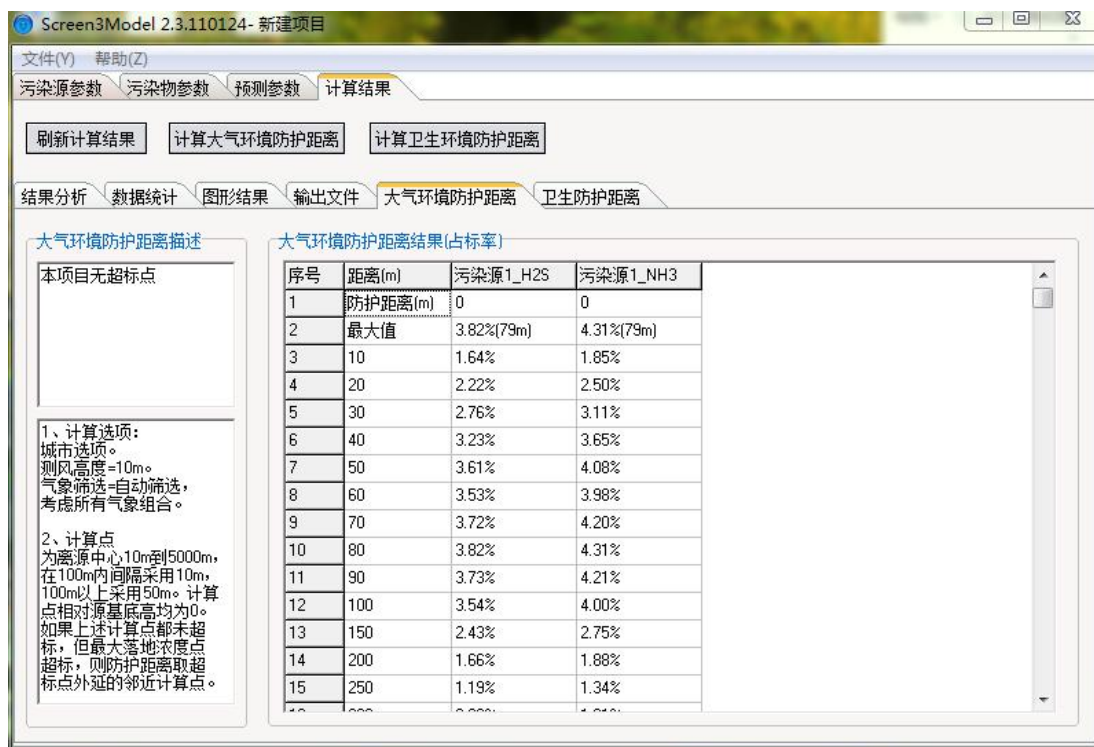 Screen3Model 2.3.110124- 新建项目
文件(Y) 帮助(Z)
污染源参数 污染物参数 预测参数 计算结果
刷新计算结果 计算大气环境防护距离 计算卫生环境防护距离
结果分析 数据统计 图形结果 输出文件 大气环境防护距离 卫生防护距离
大气环境防护距离描述
本项目无超标点
1、计算选项:
城市选项。
测风高度=10m。
气象筛选=自动筛选,
考虑所有气象组合。
2、计算点
为离源中心10m到5000m,
在100m内间隔采用10m,
100m以上采用50m。计算
点相对源基底高均为0。
如果上述计算点都未超
标,但最大落地浓度点
超标,则防护距离取超
标点外延的邻近计算点。
大气环境防护距离结果(占标率)
序号 距离(m) 污染源1_H2S 污染源1_NH3
1 防护距离(m) 0 0
2 最大值 3.82%(79m) 4.31%(79m)
3 10 1.64% 1.85%
4 20 2.22% 2.50%
5 30 2.76% 3.11%
6 40 3.23% 3.65%
7 50 3.61% 4.08%
8 60 3.53% 3.98%
9 70 3.72% 4.20%
10 80 3.82% 4.31%
11 90 3.73% 4.21%
12 100 3.54% 4.00%
13 150 2.43% 2.75%
14 200 1.66% 1.88%
15 250 1.19% 1.34%